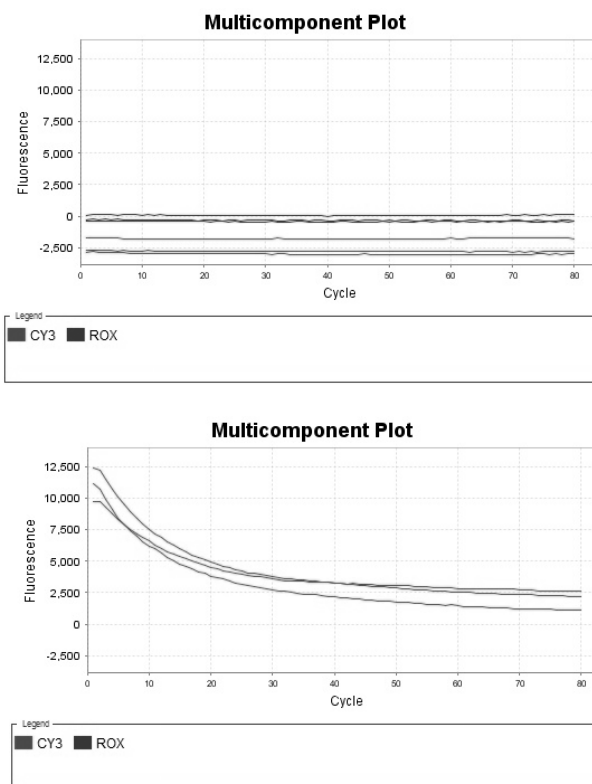 Multicomponent Plot
12,500
10,000
7,500
5,000
2,500
0
-2,500
Fluorescence
0 10 20 30 40 50 60 70 80
Cycle
Legend
CY3 ROX
Multicomponent Plot
12,500
10,000
7,500
5,000
2,500
0
-2,500
Fluorescence
0 10 20 30 40 50 60 70 80
Cycle
Legend
CY3 ROX